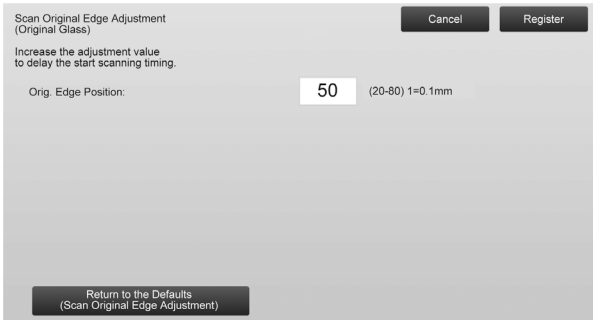 Scan Original Edge Adjustment
(Original Glass)
Cancel
Register
Increase the adjustment value
to delay the start scanning timing.
Orig. Edge Position:
50
(20-80) 1=0.1mm
Return to the Defaults
(Scan Original Edge Adjustment)